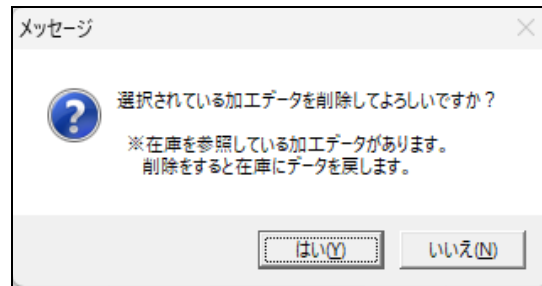 メッセージ
選択されている加工データを削除してよろしいですか？
※在庫を参照している加工データがあります。
削除をすると在庫にデータを戻します。
はい(Y)
いいえ(N)